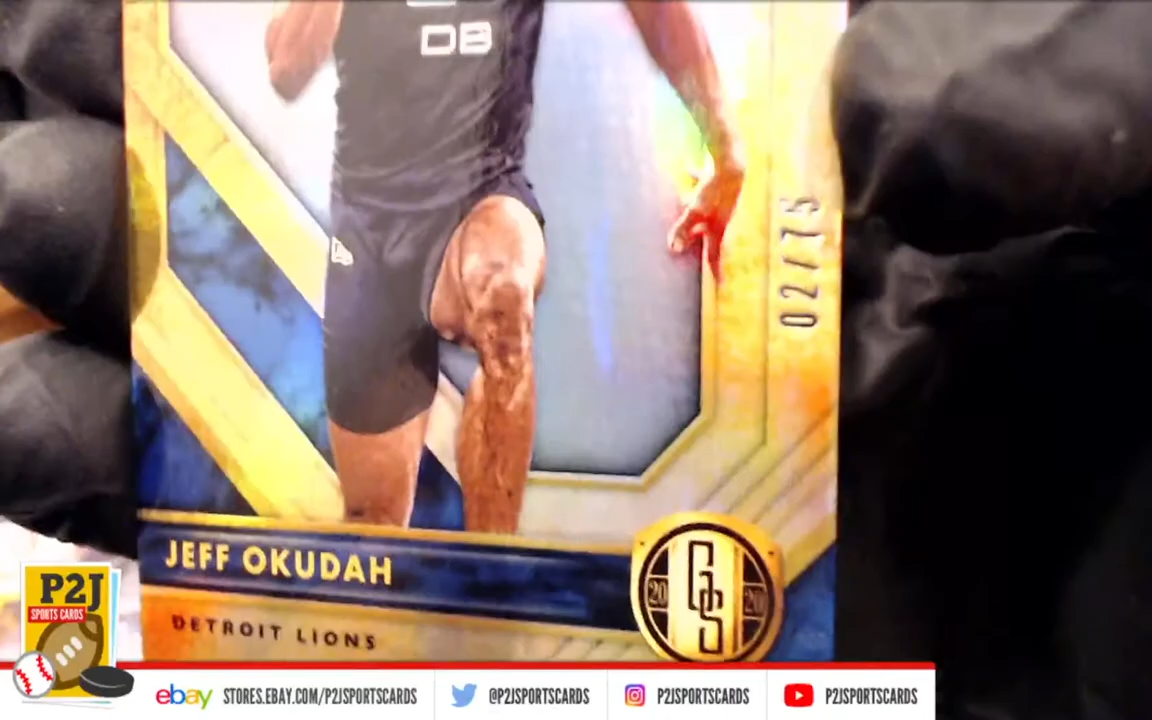 DB
02/75
JEFF OKUDAH
DETROIT LIONS
20 GS 20
P2J
SPORTS CARDS
ebay STORES.EBAY.COM/P2JSPORTSCARDS
@P2JSPORTSCARDS
P2JSPORTSCARDS
P2JSPORTSCARDS